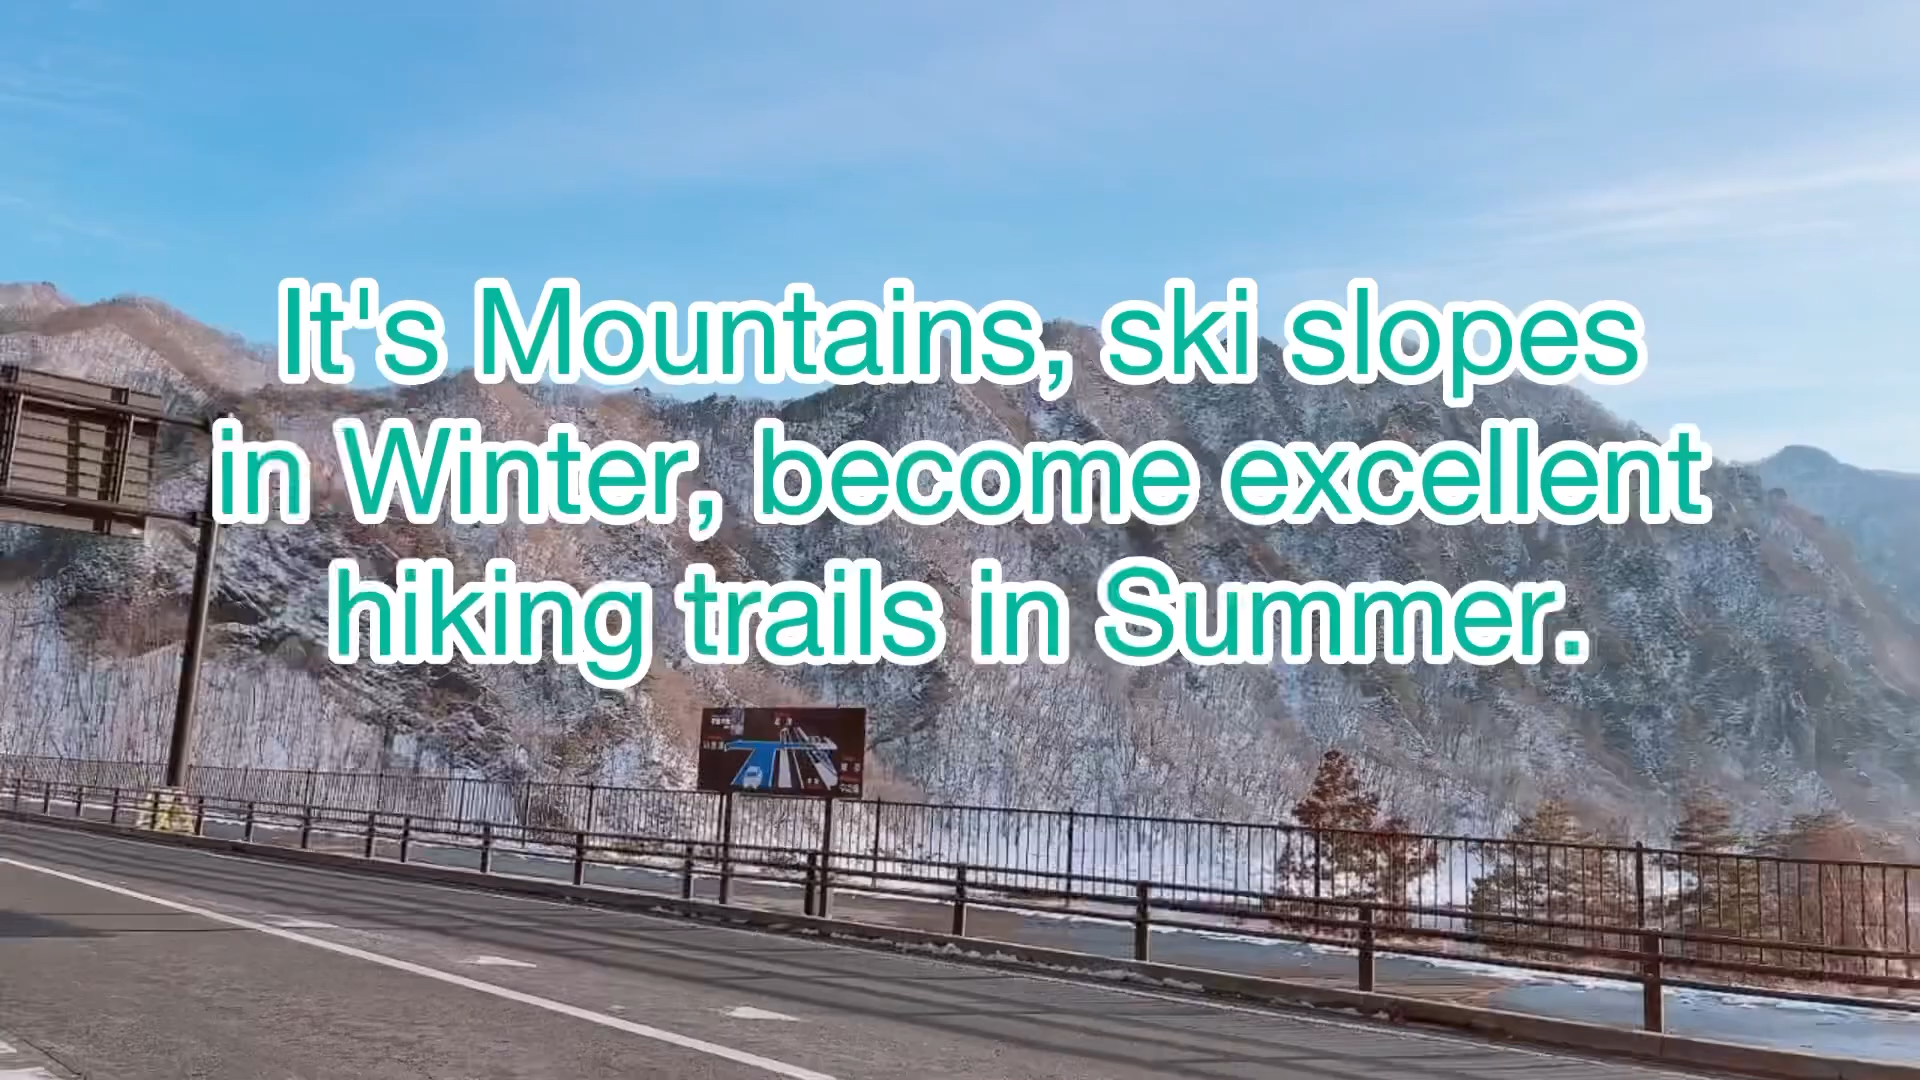 It's Mountains, ski slopes
in Winter, become excellent
hiking trails in Summer.